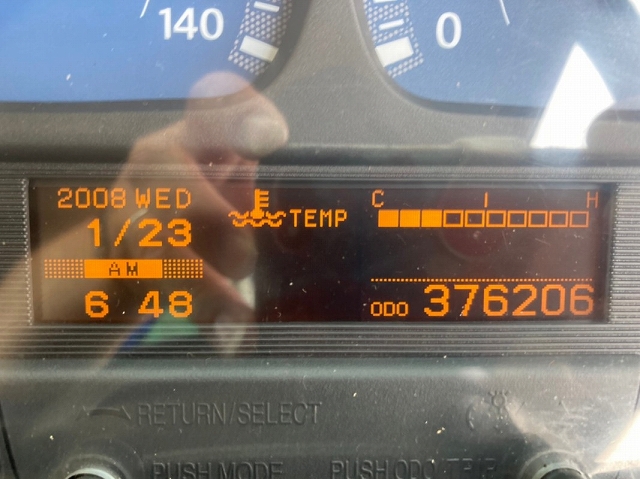 140
0
2008 WED
1/23
AM
6 48
TEMP
C H
ODO 376206
RETURN/SELECT
PUSH MODE
PUSH ODO TRIP